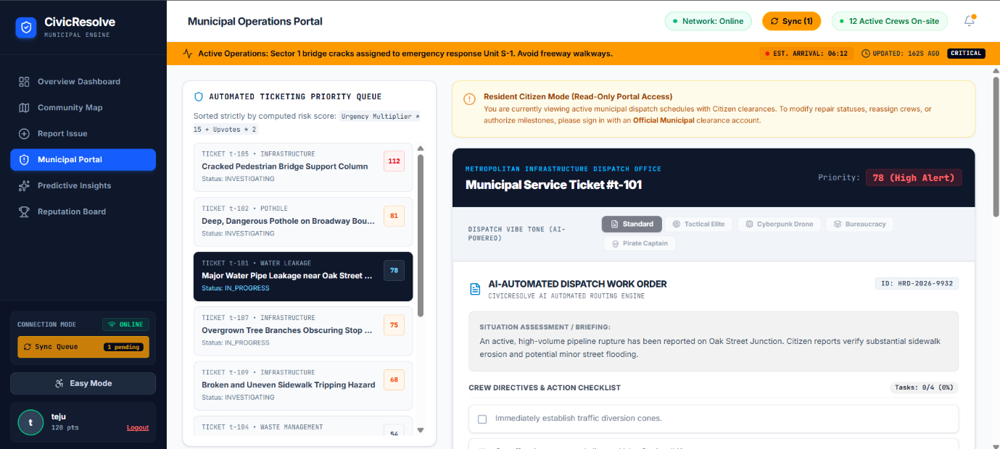 CivicResolve
MUNICIPAL ENGINE
Overview Dashboard
Community Map
Report Issue
Municipal Portal
Predictive Insights
Reputation Board
CONNECTION MODE
ONLINE
Sync Queue
1 pending
Easy Mode
t
teju
120 pts
Logout
Municipal Operations Portal
Network: Online
Sync (1)
12 Active Crews On-site
Active Operations: Sector 1 bridge cracks assigned to emergency response Unit S-1. Avoid freeway walkways.
EST. ARRIVAL: 06:12
UPDATED: 162S AGO
CRITICAL
AUTOMATED TICKETING PRIORITY QUEUE
Sorted strictly by computed risk score: Urgency Multiplier *
15 + Upvotes * 2
TICKET t-105 • INFRASTRUCTURE
Cracked Pedestrian Bridge Support Column
Status: INVESTIGATING
112
TICKET t-102 • POTHOLE
Deep, Dangerous Pothole on Broadway Bou...
Status: INVESTIGATING
81
TICKET t-101 • WATER LEAKAGE
Major Water Pipe Leakage near Oak Street ...
Status: IN_PROGRESS
78
TICKET t-107 • INFRASTRUCTURE
Overgrown Tree Branches Obscuring Stop ...
Status: IN_PROGRESS
75
TICKET t-109 • INFRASTRUCTURE
Broken and Uneven Sidewalk Tripping Hazard
Status: INVESTIGATING
68
TICKET t-104 • WASTE MANAGEMENT
54
Resident Citizen Mode (Read-Only Portal Access)
You are currently viewing active municipal dispatch schedules with Citizen clearances. To modify repair statuses, reassign crews, or
authorize milestones, please sign in with an Official Municipal clearance account.
METROPOLITAN INFRASTRUCTURE DISPATCH OFFICE
Municipal Service Ticket #t-101
Priority:
78 (High Alert)
DISPATCH VIBE TONE (AI-
POWERED)
Standard
Tactical Elite
Cyberpunk Drone
Bureaucracy
Pirate Captain
AI-AUTOMATED DISPATCH WORK ORDER
CIVICRESOLVE AI AUTOMATED ROUTING ENGINE
ID: HRD-2026-9932
SITUATION ASSESSMENT / BRIEFING:
An active, high-volume pipeline rupture has been reported on Oak Street Junction. Citizen reports verify substantial sidewalk
erosion and potential minor street flooding.
CREW DIRECTIVES & ACTION CHECKLIST
Tasks: 0/4 (0%)
Immediately establish traffic diversion cones.